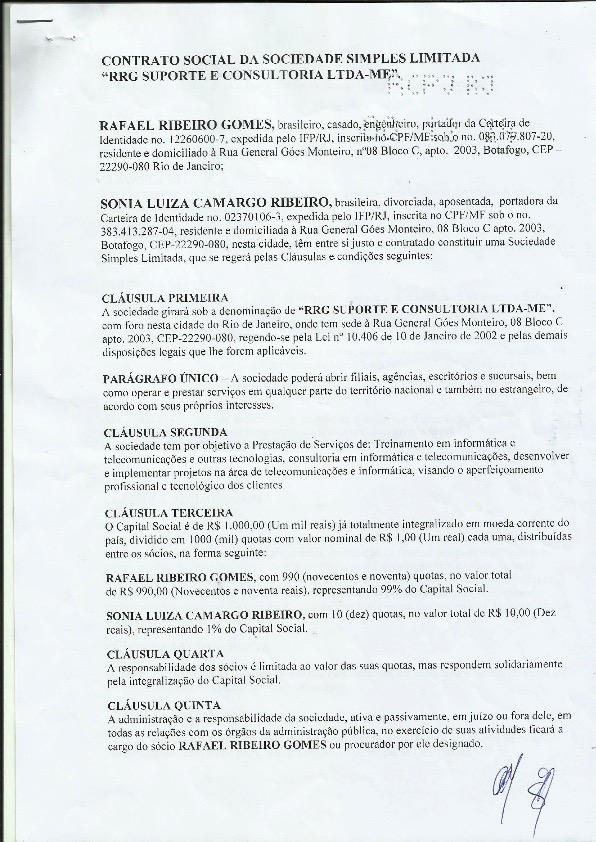 CONTRATO SOCIAL DA SOCIEDADE SIMPLES LIMITADA
"RRG SUPORTE E CONSULTORIA LTDA-ME".
RAFAEL RIBEIRO GOMES, brasileiro, casado, engenheiro, portador da Carteira de
Identidade no. 12260600-7, expedida pelo IFP/RJ, inscrito no CPF/MF sob o no. 083.079.807-20,
residente e domiciliado à Rua General Góes Monteiro, nº08 Bloco C, apto. 2003, Botafogo, CEP –
22290-080 Rio de Janeiro;
SONIA LUIZA CAMARGO RIBEIRO, brasileira, divorciada, aposentada, portadora da
Carteira de Identidade no. 02370106-3, expedida pelo IFP/RJ, inscrita no CPF/MF sob o no.
383.413.287-04, residente e domiciliada à Rua General Góes Monteiro, 08 Bloco C apto. 2003,
Botafogo, CEP-22290-080, nesta cidade, têm entre si justo e contratado constituir uma Sociedade
Simples Limitada, que se regerá pelas Cláusulas e condições seguintes:
CLÁUSULA PRIMEIRA
A sociedade girará sob a denominação de "RRG SUPORTE E CONSULTORIA LTDA-ME",
com foro nesta cidade do Rio de Janeiro, onde tem sede à Rua General Góes Monteiro, 08 Bloco C
apto. 2003, CEP-22290-080, regendo-se pela Lei nº 10.406 de 10 de Janeiro de 2002 e pelas demais
disposições legais que lhe forem aplicáveis.
PARÁGRAFO ÚNICO – A sociedade poderá abrir filiais, agências, escritórios e sucursais, bem
como operar e prestar serviços em qualquer parte do território nacional e também no estrangeiro, de
acordo com seus próprios interesses.
CLÁUSULA SEGUNDA
A sociedade tem por objetivo a Prestação de Serviços de: Treinamento em informática e
telecomunicações e outras tecnologias, consultoria em informática e telecomunicações, desenvolver
e implementar projetos na área de telecomunicações e informática, visando o aperfeiçoamento
profissional e tecnológico dos clientes
CLÁUSULA TERCEIRA
O Capital Social é de R$ 1.000,00 (Um mil reais) já totalmente integralizado em moeda corrente do
país, dividido em 1000 (mil) quotas com valor nominal de R$ 1,00 (Um real) cada uma, distribuídas
entre os sócios, na forma seguinte:
RAFAEL RIBEIRO GOMES, com 990 (novecentos e noventa) quotas, no valor total
de R$ 990,00 (Novecentos e noventa reais), representando 99% do Capital Social.
SONIA LUIZA CAMARGO RIBEIRO, com 10 (dez) quotas, no valor total de R$ 10,00 (Dez
reais), representando 1% do Capital Social.
CLÁUSULA QUARTA
A responsabilidade dos sócios é limitada ao valor das suas quotas, mas respondem solidariamente
pela integralização do Capital Social.
CLÁUSULA QUINTA
A administração e a responsabilidade da sociedade, ativa e passivamente, em juízo ou fora dele, em
todas as relações com os órgãos da administração pública, no exercício de suas atividades ficará a
cargo do sócio RAFAEL RIBEIRO GOMES ou procurador por ele designado.